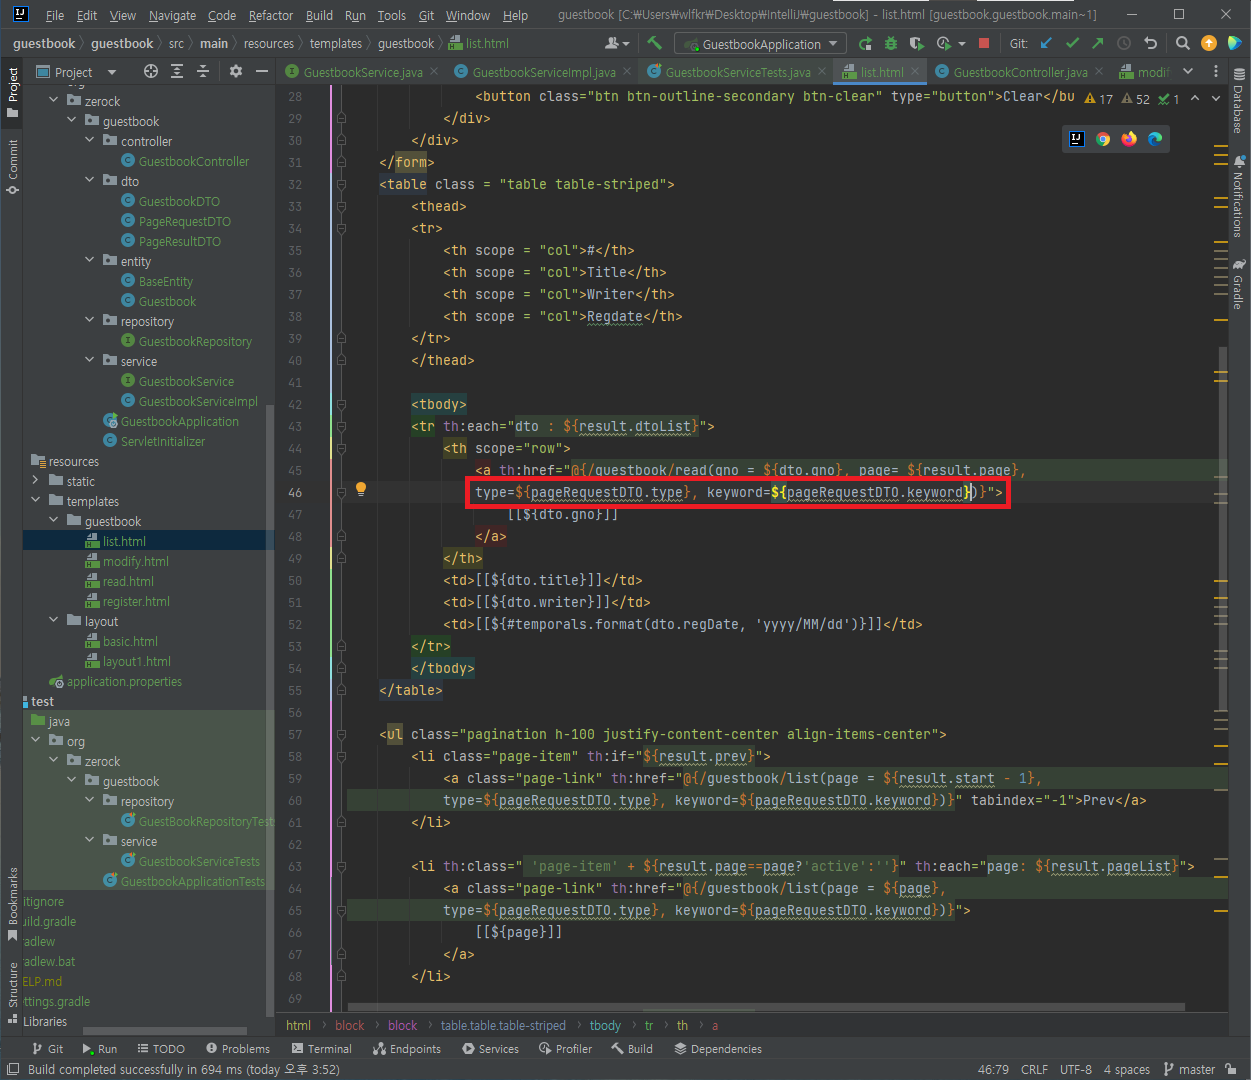 File Edit View Navigate Code Refactor Build Run Tools Git Window Help guestbook [C:₩Users₩wlfkr₩Desktop₩IntelliJ₩guestbook] - list.html [guestbook.guestbook.main~1]
guestbook guestbook src main resources templates guestbook list.html GuestbookApplication Git:
Project GuestbookService.java GuestbookServiceImpl.java GuestbookServiceTests.java list.html GuestbookController.java modif
Project
Commit
Bookmarks
Structure
Database
Notifications
Gradle
org
zerock
guestbook
controller
GuestbookController
dto
GuestbookDTO
PageRequestDTO
PageResultDTO
entity
BaseEntity
Guestbook
repository
GuestbookRepository
service
GuestbookService
GuestbookServiceImpl
GuestbookApplication
ServletInitializer
resources
static
templates
guestbook
list.html
modify.html
read.html
register.html
layout
basic.html
layout1.html
application.properties
test
java
org
zerock
guestbook
repository
GuestBookRepositoryTests
service
GuestbookServiceTests
GuestbookApplicationTests
itignore
uild.gradle
adlew
adlew.bat
ELP.md
ettings.gradle
Libraries
17 52 1
28 <button class="btn btn-outline-secondary btn-clear" type="button">Clear</bu
29 </div>
30 </div>
31 </form>
32 <table class = "table table-striped">
33 <thead>
34 <tr>
35 <th scope = "col">#</th>
36 <th scope = "col">Title</th>
37 <th scope = "col">Writer</th>
38 <th scope = "col">Regdate</th>
39 </tr>
40 </thead>
41
42 <tbody>
43 <tr th:each="dto : ${result.dtoList}">
44 <th scope="row">
45 <a th:href="@{/guestbook/read(gno = ${dto.gno}, page= ${result.page},
46 type=${pageRequestDTO.type}, keyword=${pageRequestDTO.keyword})}">
47 [[${dto.gno}]]
48 </a>
49 </th>
50 <td>[[${dto.title}]]</td>
51 <td>[[${dto.writer}]]</td>
52 <td>[[${#temporals.format(dto.regDate, 'yyyy/MM/dd')}]]</td>
53 </tr>
54 </tbody>
55 </table>
56
57 <ul class="pagination h-100 justify-content-center align-items-center">
58 <li class="page-item" th:if="${result.prev}">
59 <a class="page-link" th:href="@{/guestbook/list(page = ${result.start - 1},
60 type=${pageRequestDTO.type}, keyword=${pageRequestDTO.keyword})}" tabindex="-1">Prev</a>
61 </li>
62
63 <li th:class=" 'page-item' + ${result.page==page?'active':''}" th:each="page: ${result.pageList}">
64 <a class="page-link" th:href="@{/guestbook/list(page = ${page},
65 type=${pageRequestDTO.type}, keyword=${pageRequestDTO.keyword})}">
66 [[${page}]]
67 </a>
68 </li>
69
html block block table.table.table-striped tbody tr th a
Git Run TODO Problems Terminal Endpoints Services Profiler Build Dependencies
Build completed successfully in 694 ms (today 오후 3:52) 46:79 CRLF UTF-8 4 spaces master